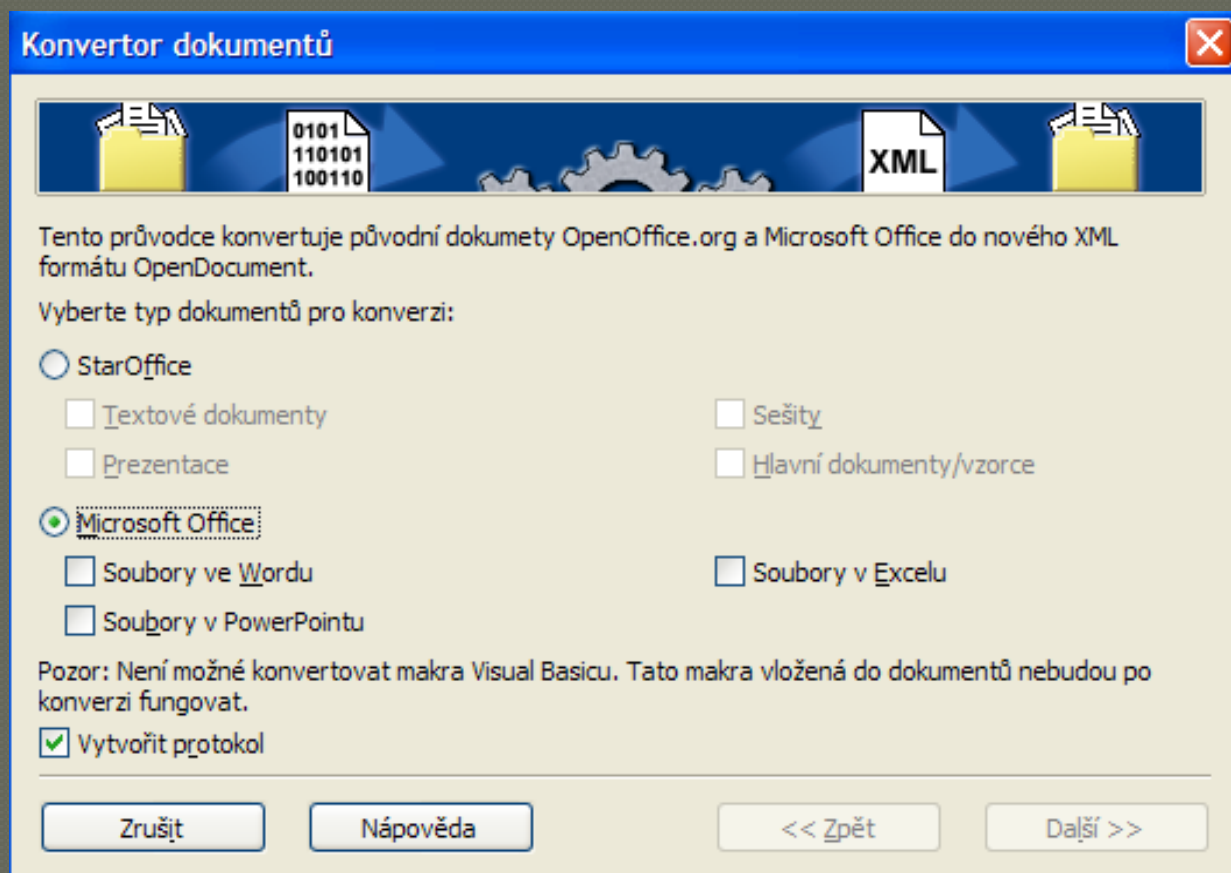 Konvertor dokumentů
0101
110101
100110
XML
Tento průvodce konvertuje původní dokumety OpenOffice.org a Microsoft Office do nového XML
formátu OpenDocument.
Vyberte typ dokumentů pro konverzi:
StarOffice
Textové dokumenty
Sešity
Prezentace
Hlavní dokumenty/vzorce
Microsoft Office
Soubory ve Wordu
Soubory v Excelu
Soubory v PowerPointu
Pozor: Není možné konvertovat makra Visual Basicu. Tato makra vložená do dokumentů nebudou po
konverzi fungovat.
Vytvořit protokol
Zrušit
Nápověda
<< Zpět
Další >>